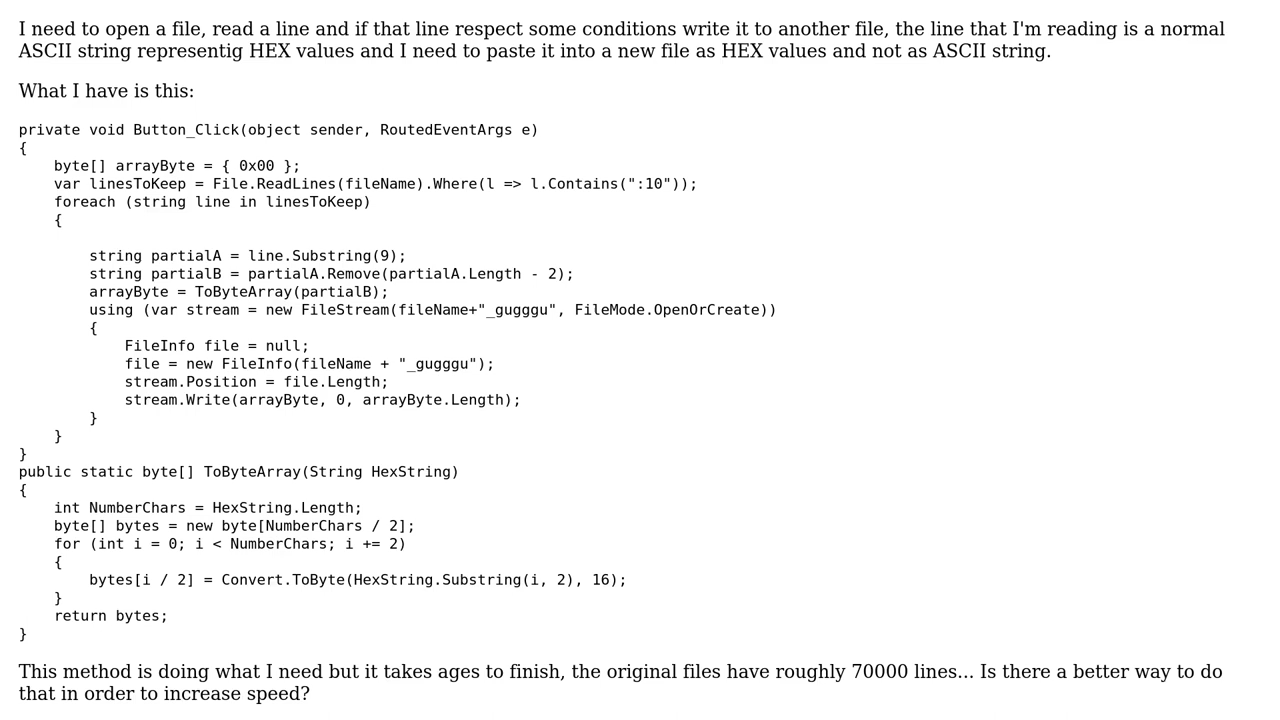 I need to open a file, read a line and if that line respect some conditions write it to another file, the line that I'm reading is a normal
ASCII string representig HEX values and I need to paste it into a new file as HEX values and not as ASCII string.
What I have is this:
private void Button_Click(object sender, RoutedEventArgs e)
{
    byte[] arrayByte = { 0x00 };
    var linesToKeep = File.ReadLines(fileName).Where(l => l.Contains(":10"));
    foreach (string line in linesToKeep)
    {
        string partialA = line.Substring(9);
        string partialB = partialA.Remove(partialA.Length - 2);
        arrayByte = ToByteArray(partialB);
        using (var stream = new FileStream(fileName+"_gugggu", FileMode.OpenOrCreate))
        {
            FileInfo file = null;
            file = new FileInfo(fileName + "_gugggu");
            stream.Position = file.Length;
            stream.Write(arrayByte, 0, arrayByte.Length);
        }
    }
}
public static byte[] ToByteArray(String HexString)
{
    int NumberChars = HexString.Length;
    byte[] bytes = new byte[NumberChars / 2];
    for (int i = 0; i < NumberChars; i += 2)
    {
        bytes[i / 2] = Convert.ToByte(HexString.Substring(i, 2), 16);
    }
    return bytes;
}
This method is doing what I need but it takes ages to finish, the original files have roughly 70000 lines... Is there a better way to do
that in order to increase speed?